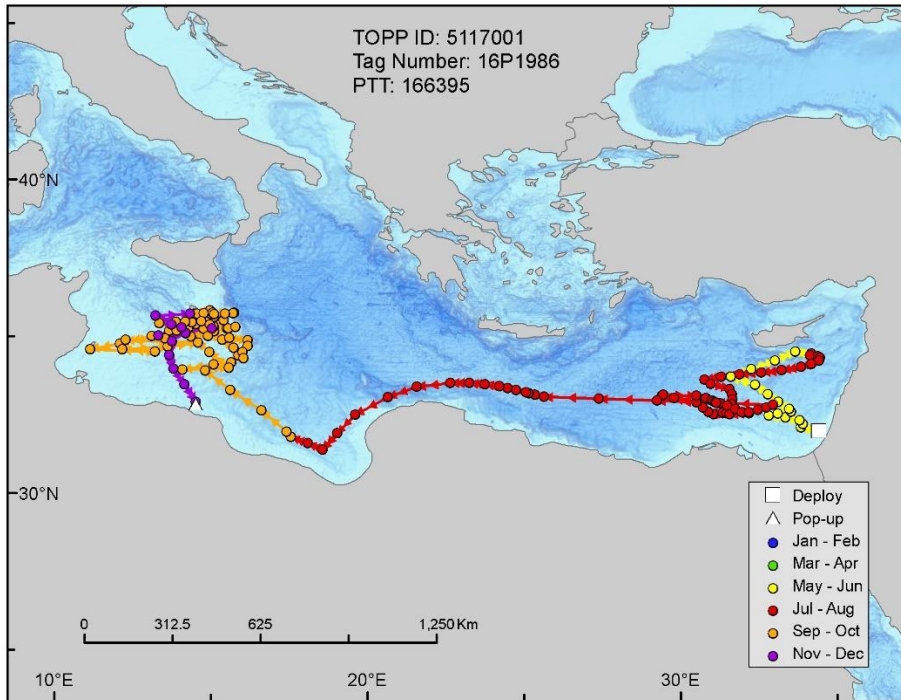 TOPP ID: 5117001
Tag Number: 16P1986
PTT: 166395
40°N
30°N
Deploy
Pop-up
Jan - Feb
Mar - Apr
May - Jun
Jul - Aug
Sep - Oct
Nov - Dec
0 312.5 625 1,250 Km
10°E 20°E 30°E